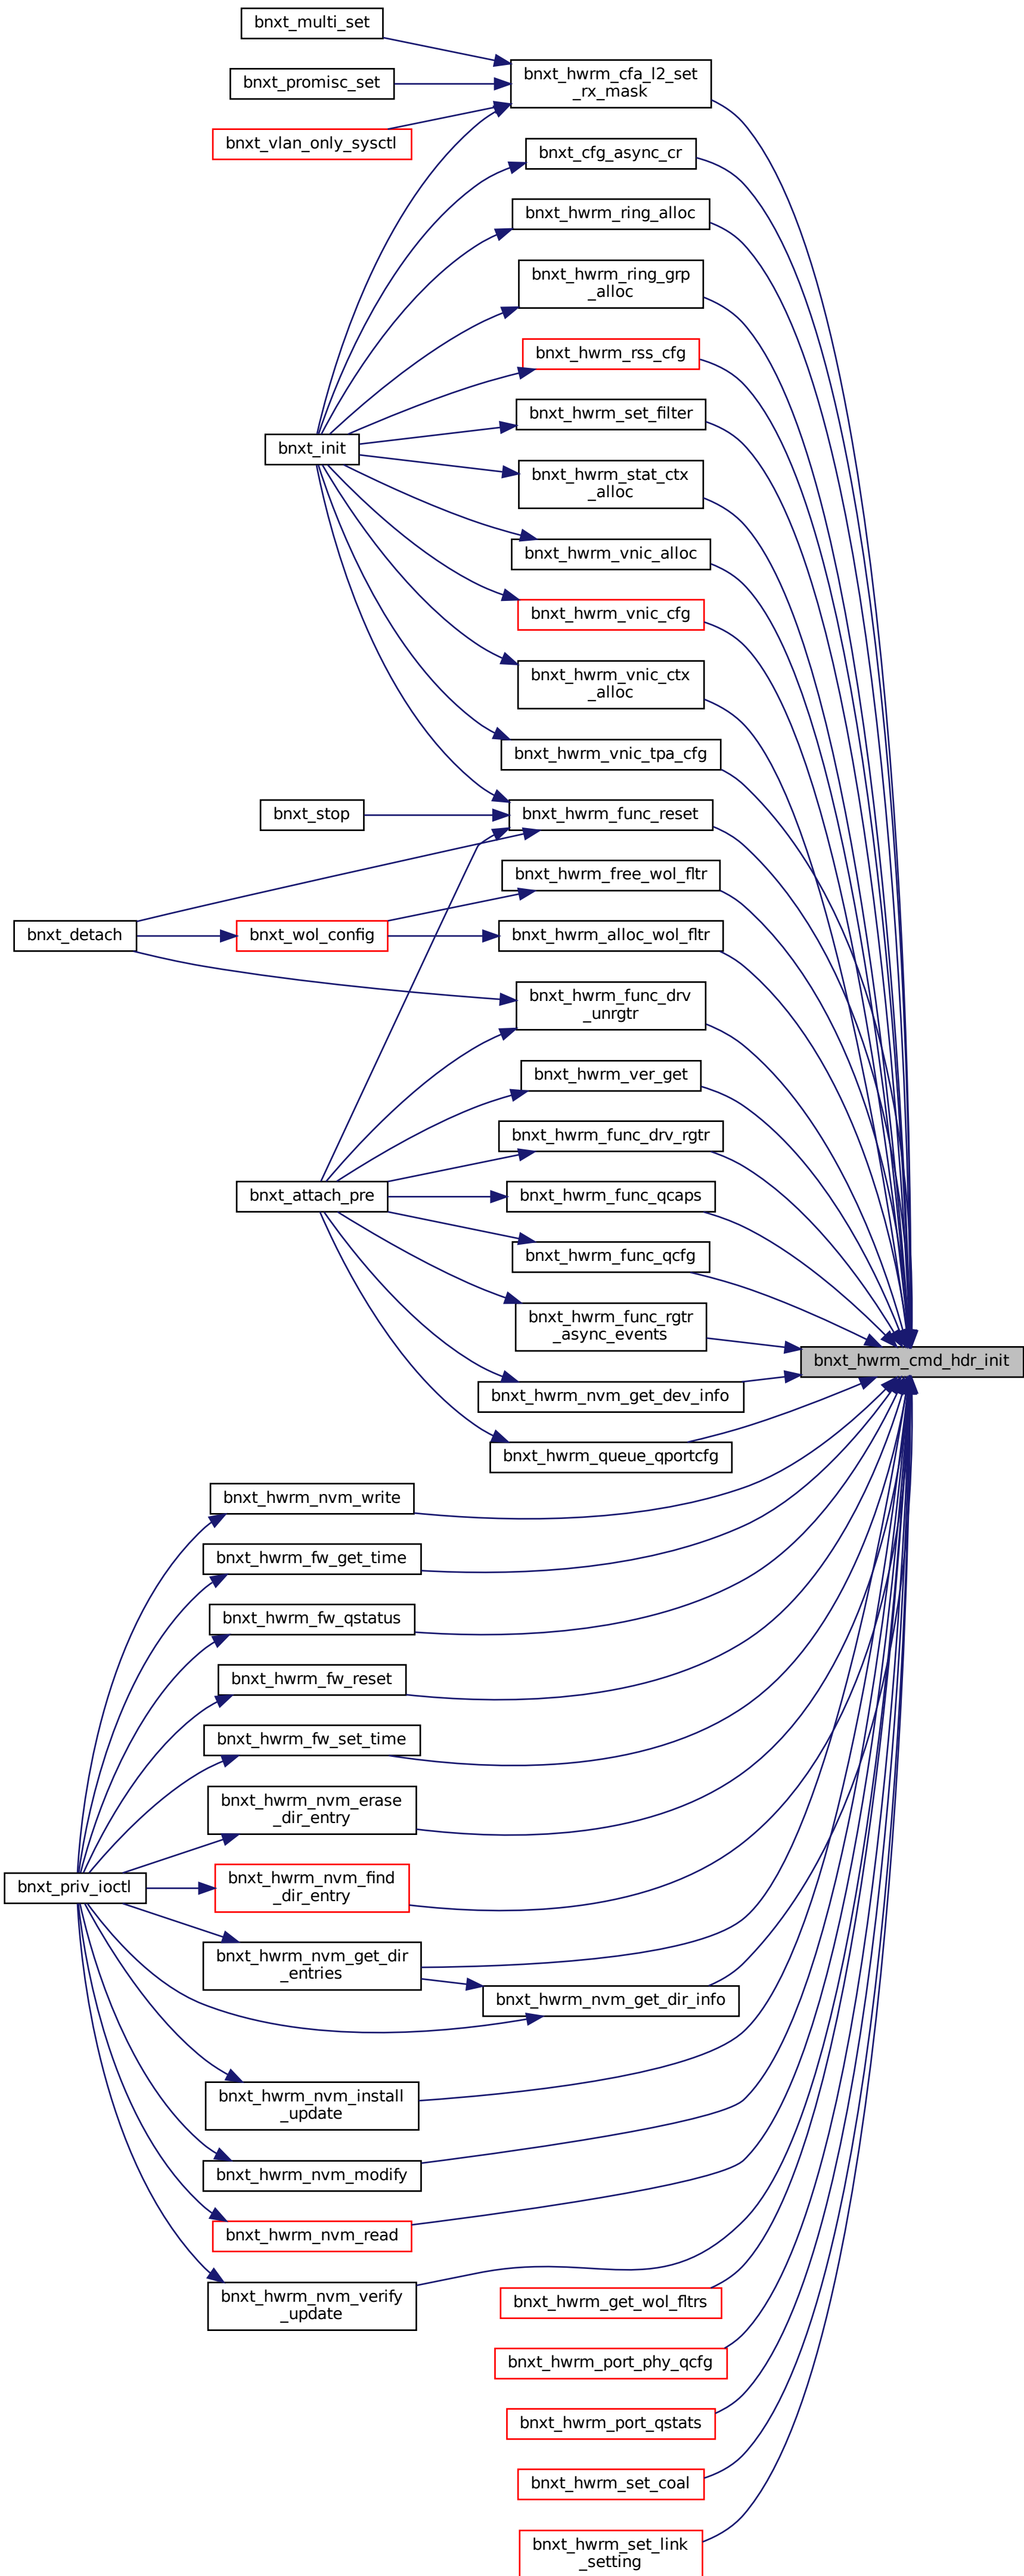 bnxt_multi_set
bnxt_promisc_set
bnxt_vlan_only_sysctl
bnxt_hwrm_cfa_l2_set
_rx_mask
bnxt_cfg_async_cr
bnxt_hwrm_ring_alloc
bnxt_hwrm_ring_grp
_alloc
bnxt_hwrm_rss_cfg
bnxt_hwrm_set_filter
bnxt_init
bnxt_hwrm_stat_ctx
_alloc
bnxt_hwrm_vnic_alloc
bnxt_hwrm_vnic_cfg
bnxt_hwrm_vnic_ctx
_alloc
bnxt_hwrm_vnic_tpa_cfg
bnxt_stop
bnxt_hwrm_func_reset
bnxt_hwrm_free_wol_fltr
bnxt_detach
bnxt_wol_config
bnxt_hwrm_alloc_wol_fltr
bnxt_hwrm_func_drv
_unrgtr
bnxt_hwrm_ver_get
bnxt_hwrm_func_drv_rgtr
bnxt_attach_pre
bnxt_hwrm_func_qcaps
bnxt_hwrm_func_qcfg
bnxt_hwrm_func_rgtr
_async_events
bnxt_hwrm_cmd_hdr_init
bnxt_hwrm_nvm_get_dev_info
bnxt_hwrm_queue_qportcfg
bnxt_hwrm_nvm_write
bnxt_hwrm_fw_get_time
bnxt_hwrm_fw_qstatus
bnxt_hwrm_fw_reset
bnxt_hwrm_fw_set_time
bnxt_hwrm_nvm_erase
_dir_entry
bnxt_priv_ioctl
bnxt_hwrm_nvm_find
_dir_entry
bnxt_hwrm_nvm_get_dir
_entries
bnxt_hwrm_nvm_get_dir_info
bnxt_hwrm_nvm_install
_update
bnxt_hwrm_nvm_modify
bnxt_hwrm_nvm_read
bnxt_hwrm_nvm_verify
_update
bnxt_hwrm_get_wol_fltrs
bnxt_hwrm_port_phy_qcfg
bnxt_hwrm_port_qstats
bnxt_hwrm_set_coal
bnxt_hwrm_set_link
_setting